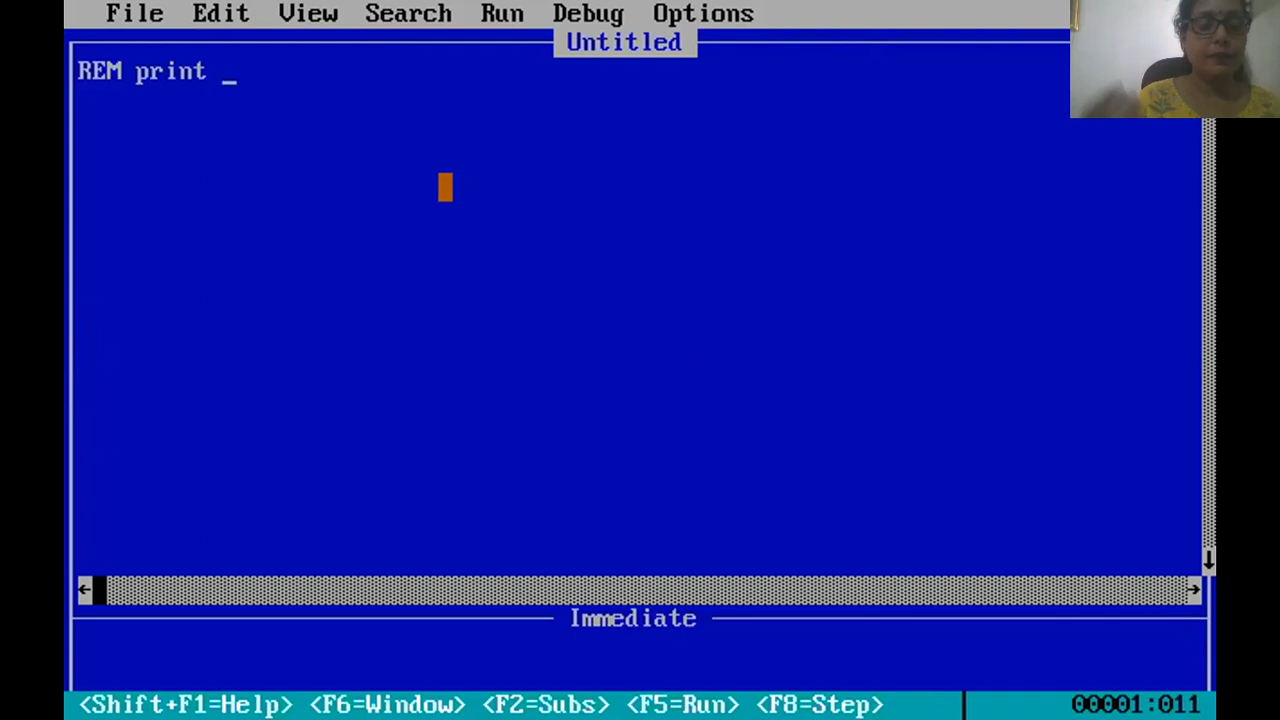 File Edit View Search Run Debug Options
Untitled
REM print _
Immediate
<Shift+F1=Help> <F6=Window> <F2=Subs> <F5=Run> <F8=Step> 00001:011